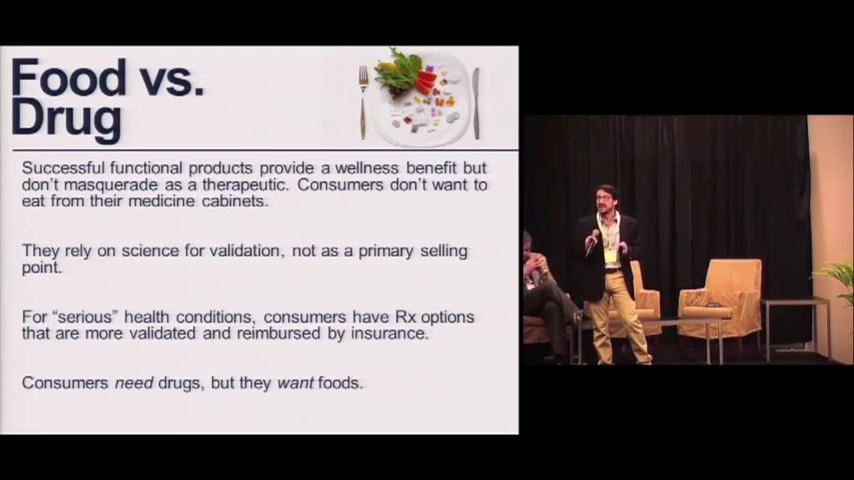 Food vs.
Drug
Successful functional products provide a wellness benefit but
don't masquerade as a therapeutic. Consumers don't want to
eat from their medicine cabinets.
They rely on science for validation, not as a primary selling
point.
For “serious” health conditions, consumers have Rx options
that are more validated and reimbursed by insurance.
Consumers need drugs, but they want foods.